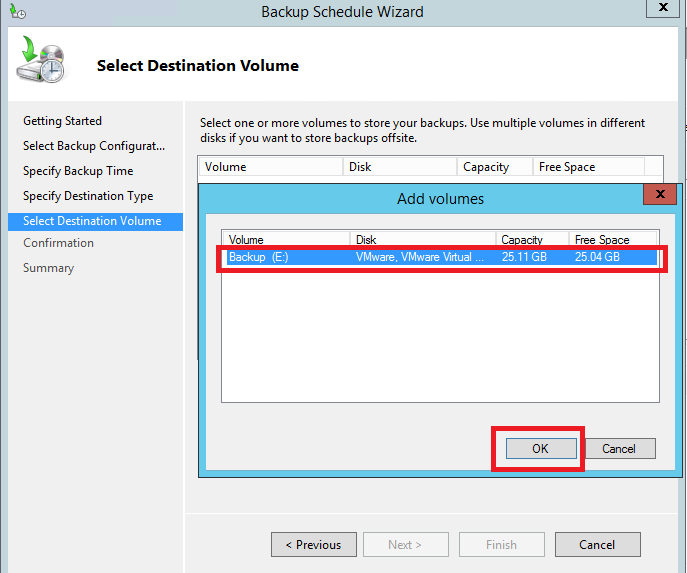 Backup Schedule Wizard
x
Select Destination Volume
Getting Started
Select Backup Configurat...
Specify Backup Time
Specify Destination Type
Select Destination Volume
Confirmation
Summary
Select one or more volumes to store your backups. Use multiple volumes in different
disks if you want to store backups offsite.
Volume Disk Capacity Free Space
Add volumes
x
Volume Disk Capacity Free Space
Backup (E:) VMware, VMware Virtual ... 25.11 GB 25.04 GB
OK Cancel
< Previous Next > Finish Cancel